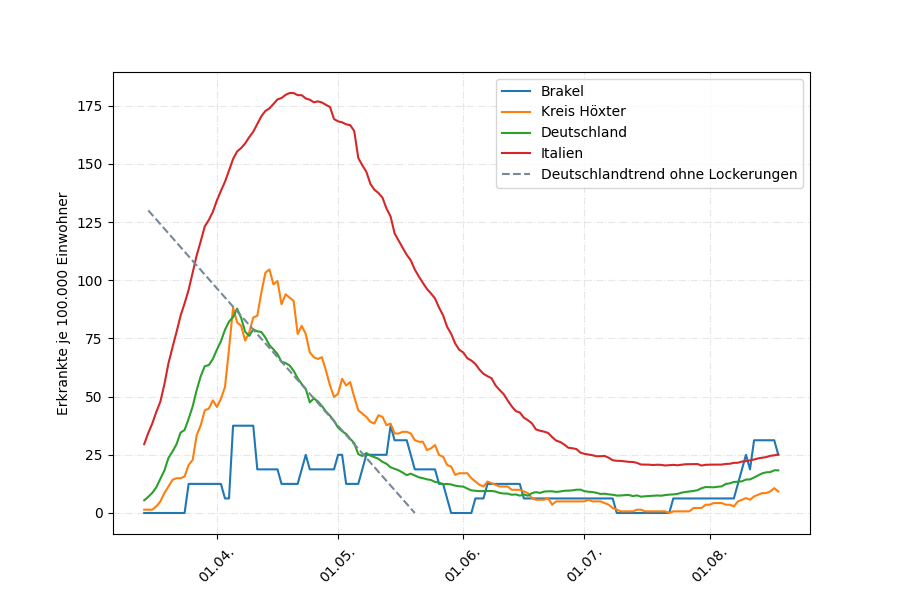 Brakel
Kreis Höxter
Deutschland
Italien
Deutschlandtrend ohne Lockerungen
Erkrankte je 100.000 Einwohner
175
150
125
100
75
50
25
0
01.04.
01.05.
01.06.
01.07.
01.08.